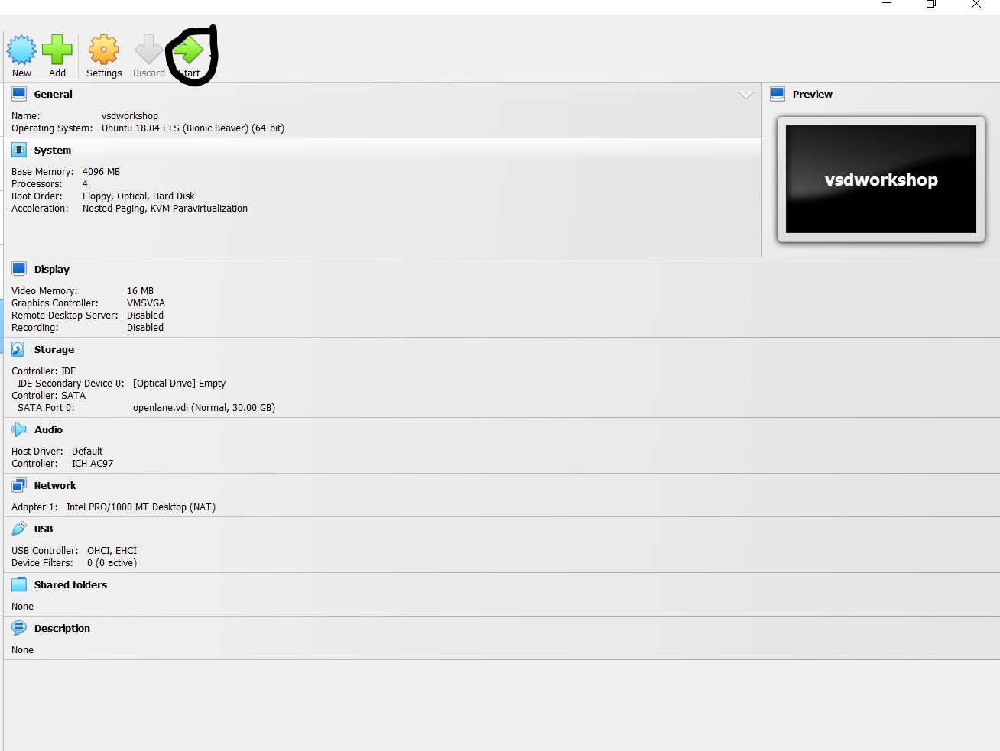 New Add Settings Discard Start
General
Name: vsdworkshop
Operating System: Ubuntu 18.04 LTS (Bionic Beaver) (64-bit)
Preview
vsdworkshop
System
Base Memory: 4096 MB
Processors: 4
Boot Order: Floppy, Optical, Hard Disk
Acceleration: Nested Paging, KVM Paravirtualization
Display
Video Memory: 16 MB
Graphics Controller: VMSVGA
Remote Desktop Server: Disabled
Recording: Disabled
Storage
Controller: IDE
IDE Secondary Device 0: [Optical Drive] Empty
Controller: SATA
SATA Port 0: openlane.vdi (Normal, 30.00 GB)
Audio
Host Driver: Default
Controller: ICH AC97
Network
Adapter 1: Intel PRO/1000 MT Desktop (NAT)
USB
USB Controller: OHCI, EHCI
Device Filters: 0 (0 active)
Shared folders
None
Description
None